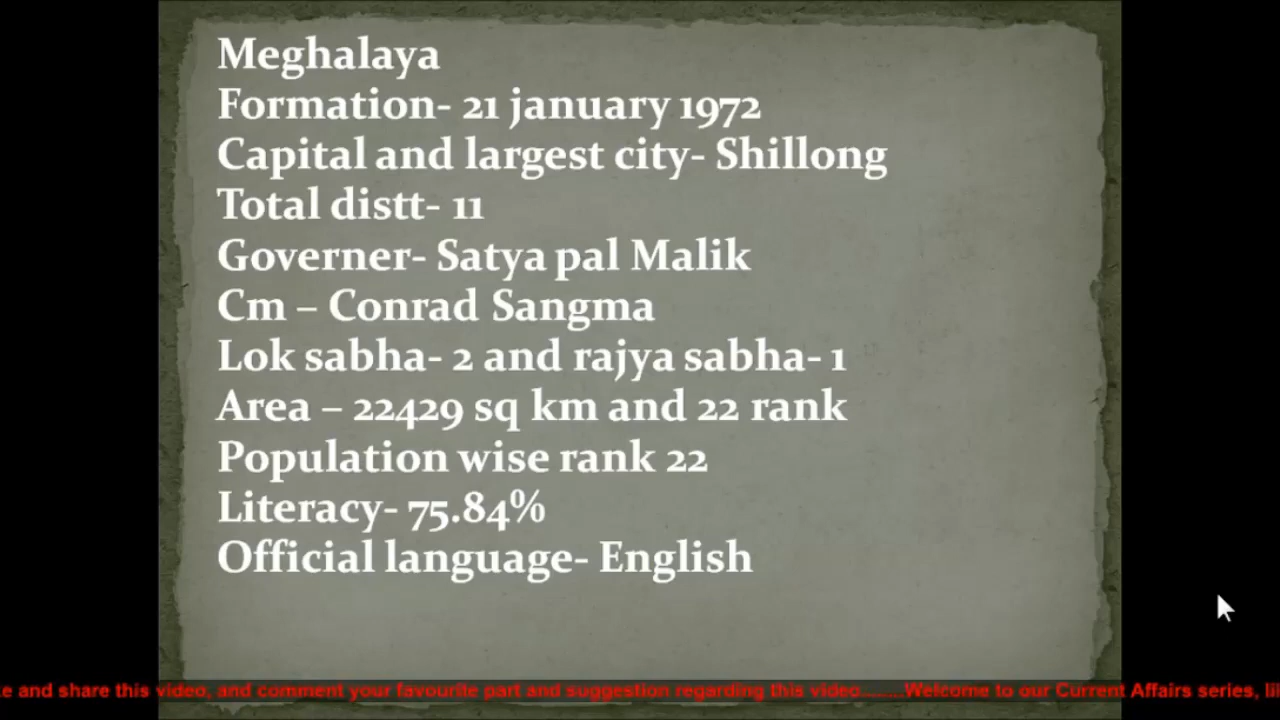 Meghalaya
Formation- 21 january 1972
Capital and largest city- Shillong
Total distt- 11
Governer- Satya pal Malik
Cm – Conrad Sangma
Lok sabha- 2 and rajya sabha- 1
Area – 22429 sq km and 22 rank
Population wise rank 22
Literacy- 75.84%
Official language- English
e and share this video, and comment your favourite part and suggestion regarding this video........Welcome to our Current Affairs series,